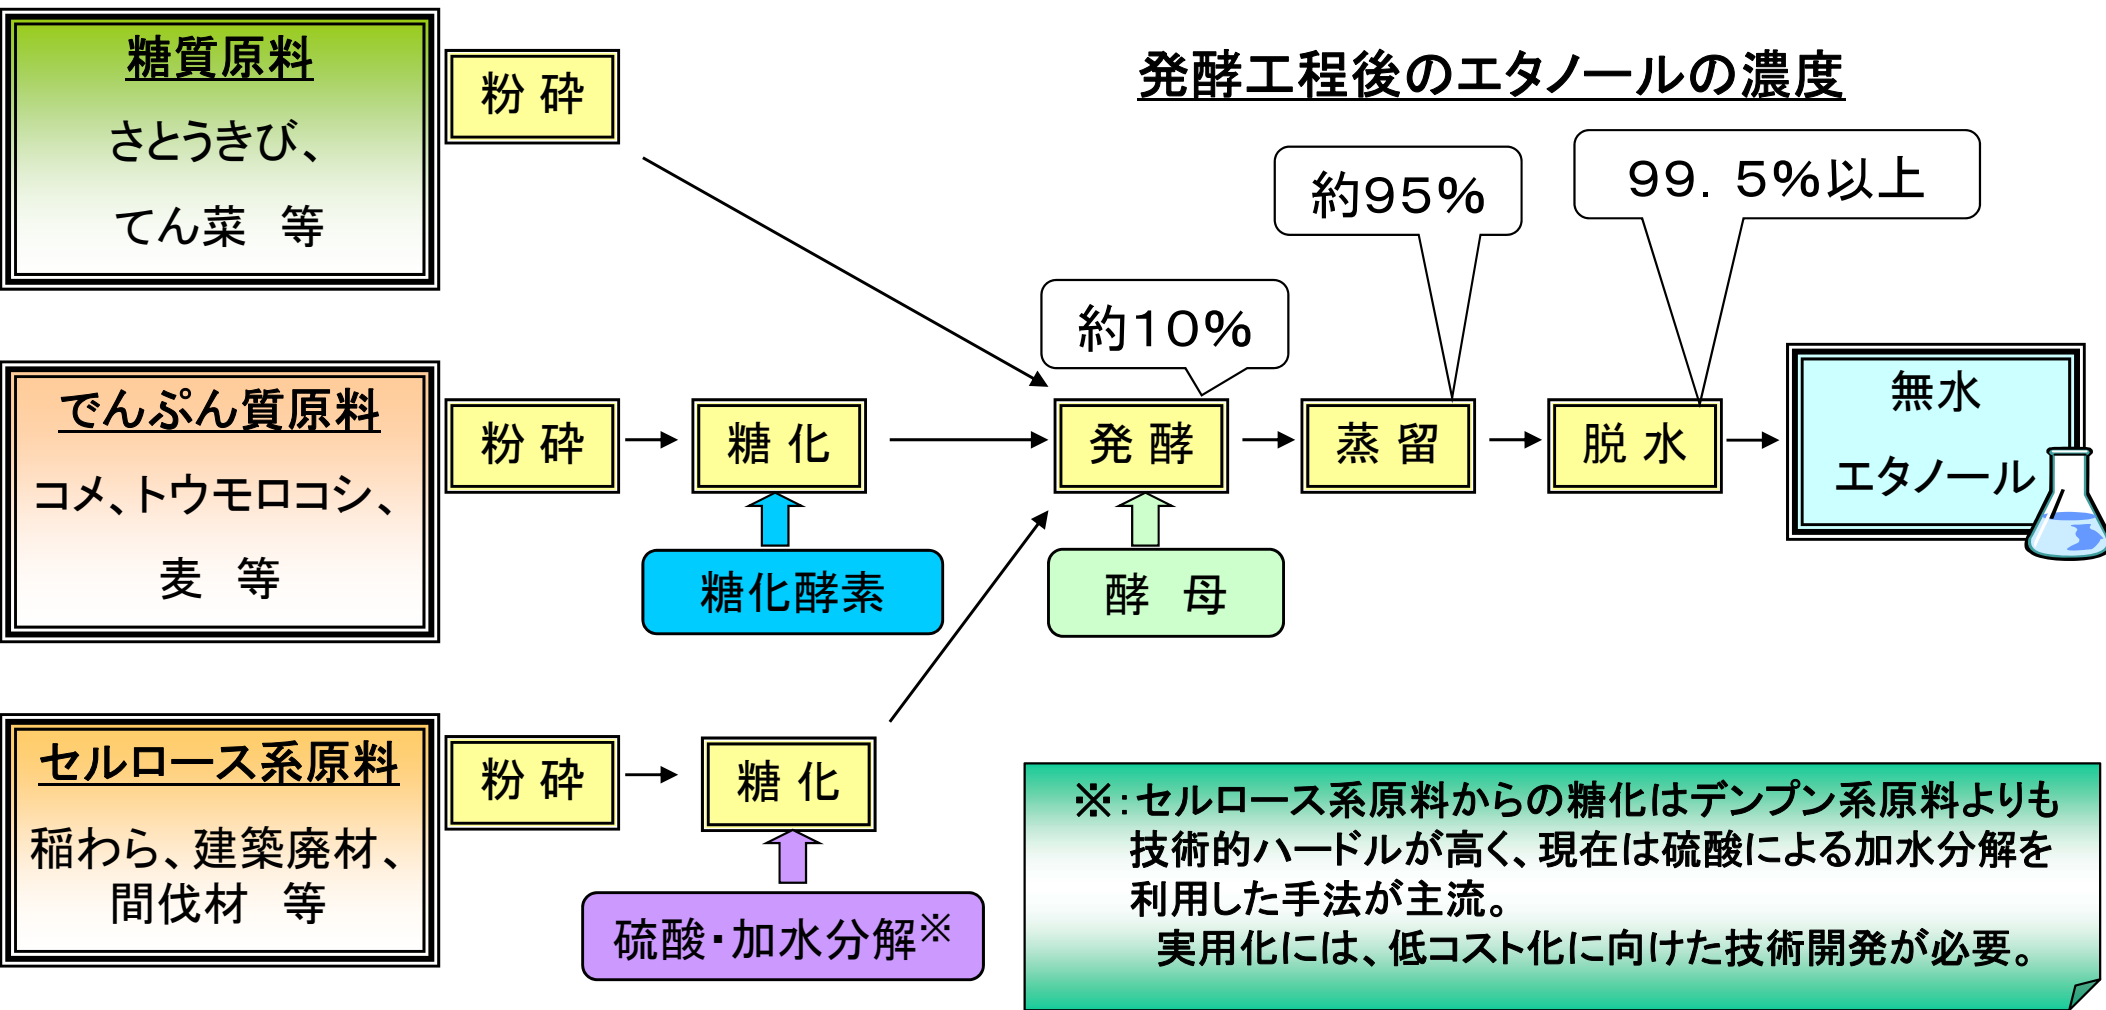 糖質原料
さとうきび、
てん菜　等
粉 砕
発酵工程後のエタノールの濃度
約95%
99．5%以上
約10%
でんぷん質原料
コメ、トウモロコシ、
麦　等
粉 砕
糖 化
発 酵
蒸 留
脱 水
無水
エタノール
糖化酵素
酵　母
セルロース系原料
稲わら、建築廃材、
間伐材　等
粉 砕
糖 化
硫酸・加水分解※
※：セルロース系原料からの糖化はデンプン系原料よりも
技術的ハードルが高く、現在は硫酸による加水分解を
利用した手法が主流。
実用化には、低コスト化に向けた技術開発が必要。